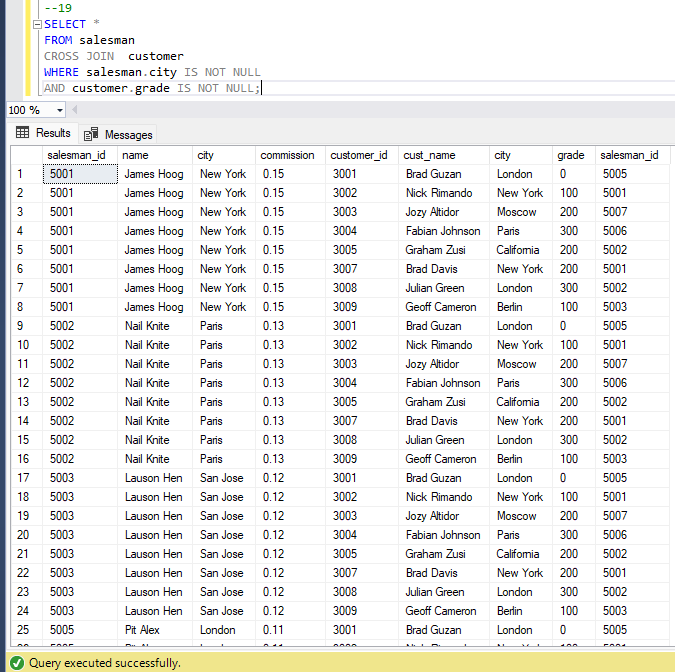 --19
SELECT *
FROM salesman
CROSS JOIN  customer
WHERE salesman.city IS NOT NULL
AND customer.grade IS NOT NULL;
100 %
Results Messages
salesman_id name city commission customer_id cust_name city grade salesman_id
1 5001 James Hoog New York 0.15 3001 Brad Guzan London 0 5005
2 5001 James Hoog New York 0.15 3002 Nick Rimando New York 100 5001
3 5001 James Hoog New York 0.15 3003 Jozy Altidor Moscow 200 5007
4 5001 James Hoog New York 0.15 3004 Fabian Johnson Paris 300 5006
5 5001 James Hoog New York 0.15 3005 Graham Zusi California 200 5002
6 5001 James Hoog New York 0.15 3007 Brad Davis New York 200 5001
7 5001 James Hoog New York 0.15 3008 Julian Green London 300 5002
8 5001 James Hoog New York 0.15 3009 Geoff Cameron Berlin 100 5003
9 5002 Nail Knite Paris 0.13 3001 Brad Guzan London 0 5005
10 5002 Nail Knite Paris 0.13 3002 Nick Rimando New York 100 5001
11 5002 Nail Knite Paris 0.13 3003 Jozy Altidor Moscow 200 5007
12 5002 Nail Knite Paris 0.13 3004 Fabian Johnson Paris 300 5006
13 5002 Nail Knite Paris 0.13 3005 Graham Zusi California 200 5002
14 5002 Nail Knite Paris 0.13 3007 Brad Davis New York 200 5001
15 5002 Nail Knite Paris 0.13 3008 Julian Green London 300 5002
16 5002 Nail Knite Paris 0.13 3009 Geoff Cameron Berlin 100 5003
17 5003 Lauson Hen San Jose 0.12 3001 Brad Guzan London 0 5005
18 5003 Lauson Hen San Jose 0.12 3002 Nick Rimando New York 100 5001
19 5003 Lauson Hen San Jose 0.12 3003 Jozy Altidor Moscow 200 5007
20 5003 Lauson Hen San Jose 0.12 3004 Fabian Johnson Paris 300 5006
21 5003 Lauson Hen San Jose 0.12 3005 Graham Zusi California 200 5002
22 5003 Lauson Hen San Jose 0.12 3007 Brad Davis New York 200 5001
23 5003 Lauson Hen San Jose 0.12 3008 Julian Green London 300 5002
24 5003 Lauson Hen San Jose 0.12 3009 Geoff Cameron Berlin 100 5003
25 5005 Pit Alex London 0.11 3001 Brad Guzan London 0 5005
Query executed successfully.